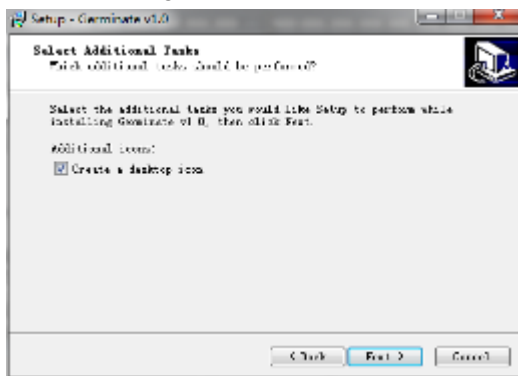 Setup - Germinate v1.0
Select Additional Tasks
Which additional tasks should be performed?
Select the additional tasks you would like Setup to perform while
installing Germinate v1.0, then click Next.
Additional icons:
Create a desktop icon
< Back
Next >
Cancel